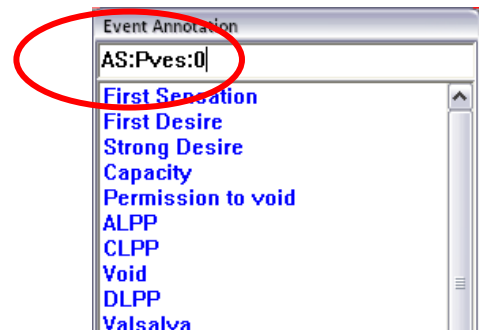 Event Annotation
AS:Pves:0
First Sensation
First Desire
Strong Desire
Capacity
Permission to void
ALPP
CLPP
Void
DLPP
Valsalva